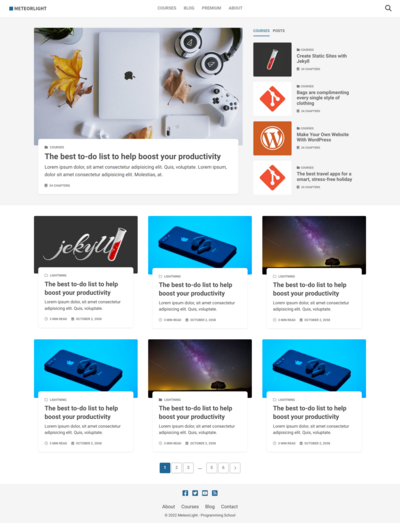 METEORLIGHT
COURSES BLOG PREMIUM ABOUT
COURSES POSTS
COURSES
The best to-do list to help boost your productivity
Lorem ipsum dolor, sit amet consectetur adipisicing elit. Quis, voluptate. Lorem, ipsum
dolor sit amet consectetur adipisicing elit. Molestias, at.
24 CHAPTERS
COURSES
Create Static Sites with
Jekyll
24 CHAPTERS
COURSES
Bags are complimenting
every single style of
clothing
24 CHAPTERS
COURSES
Make Your Own Website
With WordPress
24 CHAPTERS
COURSES
The best travel apps for a
smart, stress-free holiday
24 CHAPTERS
jekyll
LIGHTNING
The best to-do list to help
boost your productivity
Lorem ipsum dolor, sit amet consectetur
adipisicing elit. Quis, voluptate.
3 MIN READ OCTOBER 2, 2038
LIGHTNING
The best to-do list to help
boost your productivity
Lorem ipsum dolor, sit amet consectetur
adipisicing elit. Quis, voluptate.
3 MIN READ OCTOBER 2, 2038
LIGHTNING
The best to-do list to help
boost your productivity
Lorem ipsum dolor, sit amet consectetur
adipisicing elit. Quis, voluptate.
3 MIN READ OCTOBER 2, 2038
LIGHTNING
The best to-do list to help
boost your productivity
Lorem ipsum dolor, sit amet consectetur
adipisicing elit. Quis, voluptate.
3 MIN READ OCTOBER 2, 2038
LIGHTNING
The best to-do list to help
boost your productivity
Lorem ipsum dolor, sit amet consectetur
adipisicing elit. Quis, voluptate.
3 MIN READ OCTOBER 2, 2038
LIGHTNING
The best to-do list to help
boost your productivity
Lorem ipsum dolor, sit amet consectetur
adipisicing elit. Quis, voluptate.
3 MIN READ OCTOBER 2, 2038
1 2 3 ... 5 6 ›
About Courses Blog Contact
© 2023 MeteorLight - Programming School